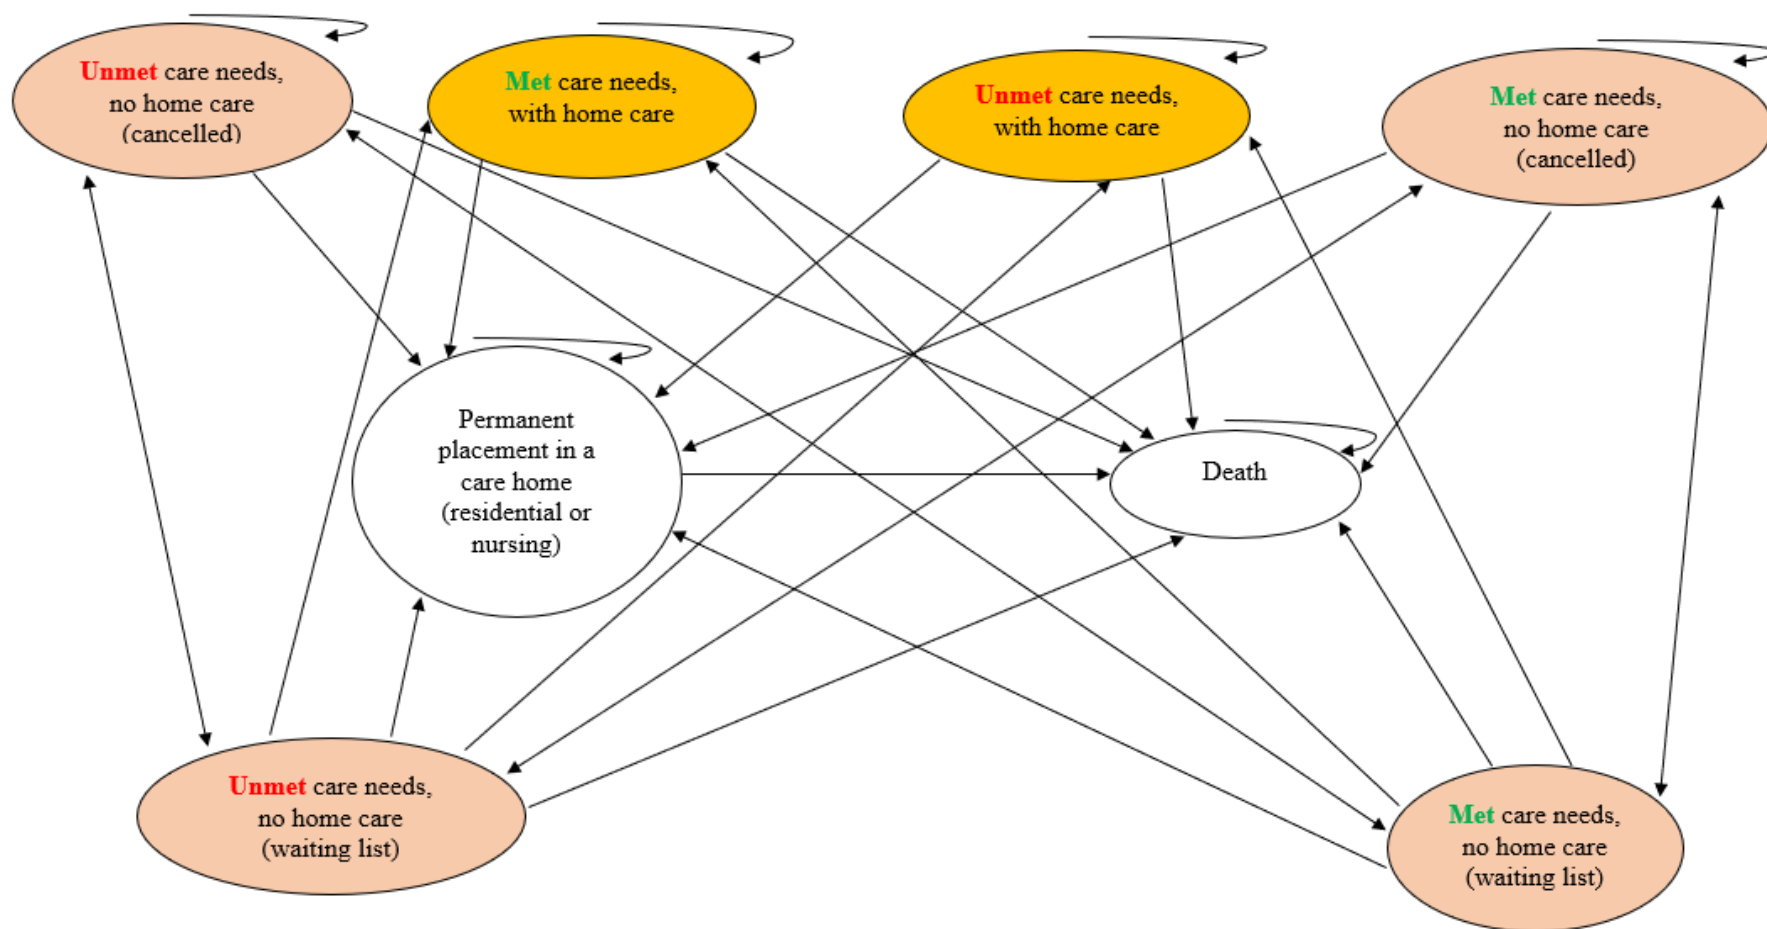 Unmet care needs,
no home care
(cancelled)
Met care needs,
with home care
Unmet care needs,
with home care
Met care needs,
no home care
(cancelled)
Permanent
placement in a
care home
(residential or
nursing)
Death
Unmet care needs,
no home care
(waiting list)
Met care needs,
no home care
(waiting list)